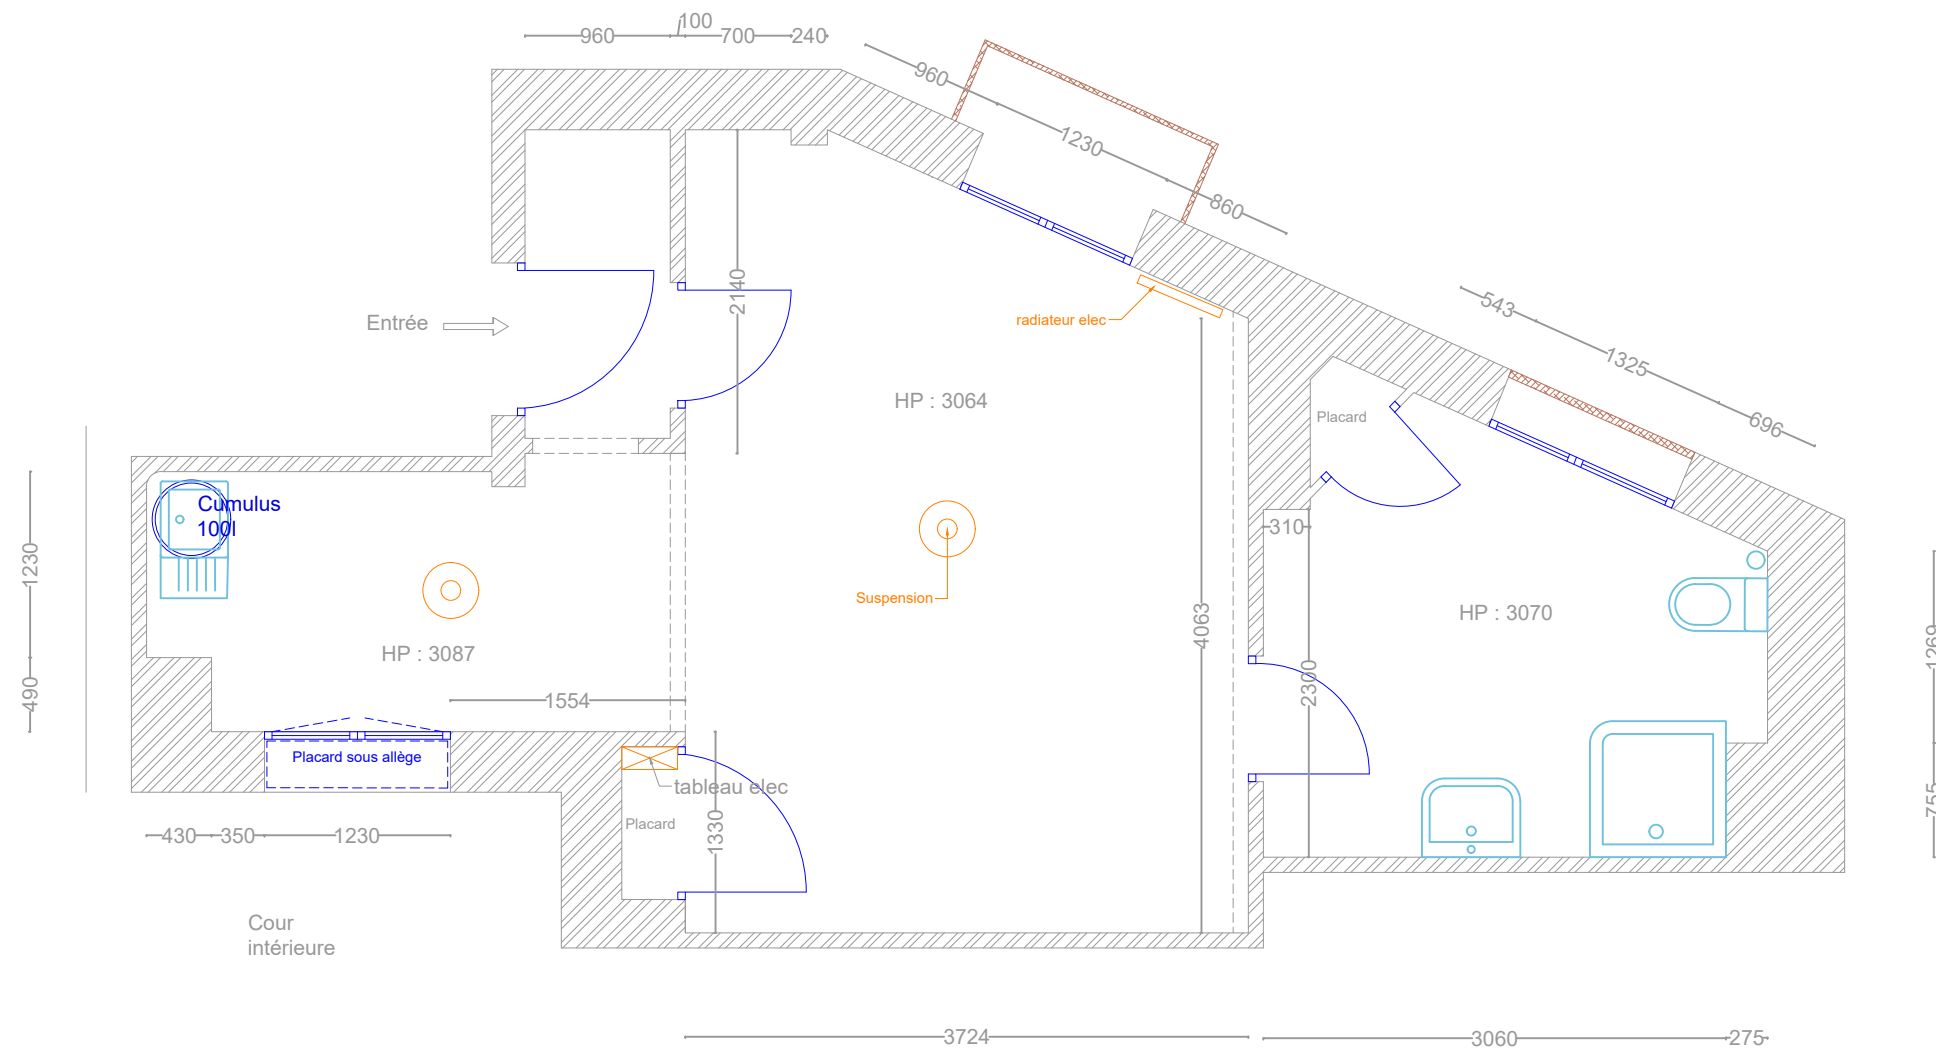 100
960
700
240
960
1230
860
543
1325
696
2140
Entrée
radiateur elec
HP : 3064
Placard
Cumulus
100l
310
1230
Suspension
HP : 3087
4063
HP : 3070
1269
490
1554
2300
Placard sous allège
tableau elec
Placard
1330
755
430
350
1230
Cour
intérieure
3724
3060
275